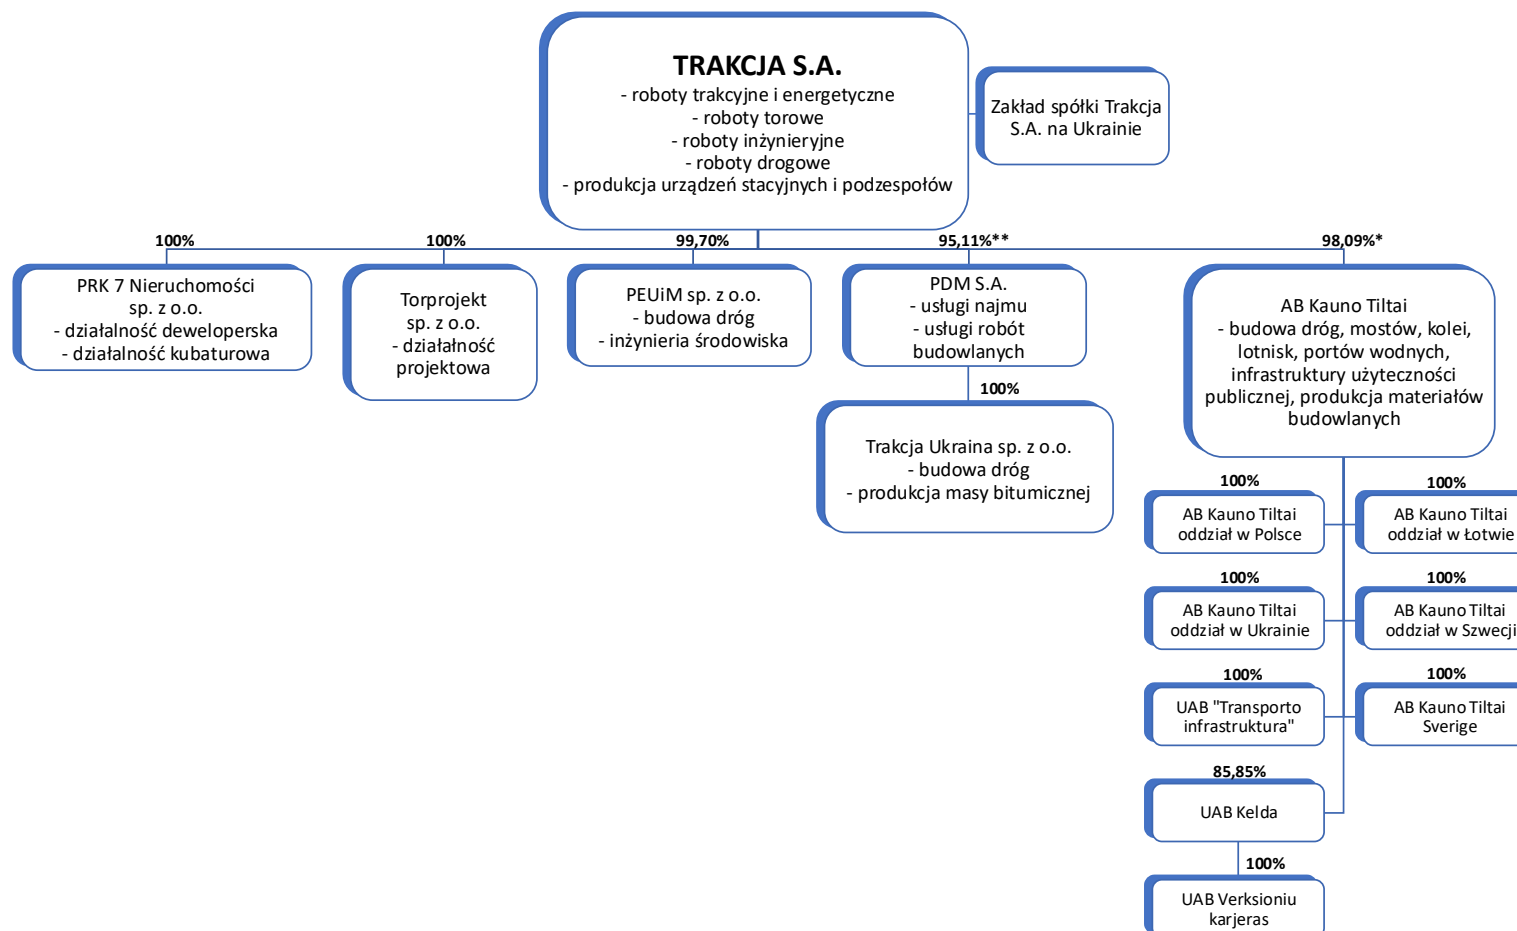 TRAKCJA S.A.
- roboty trakcyjne i energetyczne
- roboty torowe
- roboty inżynieryjne
- roboty drogowe
- produkcja urządzeń stacyjnych i podzespołów
Zakład spółki Trakcja
S.A. na Ukrainie
100%
100%
99,70%
95,11%**
98,09%*
PRK 7 Nieruchomości
sp. z o.o.
- działalność deweloperska
- działalność kubaturowa
Torprojekt
sp. z o.o.
- działałność
projektowa
PEUiM sp. z o.o.
- budowa dróg
- inżynieria środowiska
PDM S.A.
- usługi najmu
- usługi robót
budowlanych
AB Kauno Tiltai
- budowa dróg, mostów, kolei,
lotnisk, portów wodnych,
infrastruktury użyteczności
publicznej, produkcja materiałów
budowlanych
100%
Trakcja Ukraina sp. z o.o.
- budowa dróg
- produkcja masy bitumicznej
100%
AB Kauno Tiltai
oddział w Polsce
100%
AB Kauno Tiltai
oddział w Łotwie
100%
AB Kauno Tiltai
oddział w Ukrainie
100%
AB Kauno Tiltai
oddział w Szwecji
100%
UAB "Transporto
infrastruktura"
100%
AB Kauno Tiltai
Sverige
85,85%
UAB Kelda
100%
UAB Verksioniu
karjeras